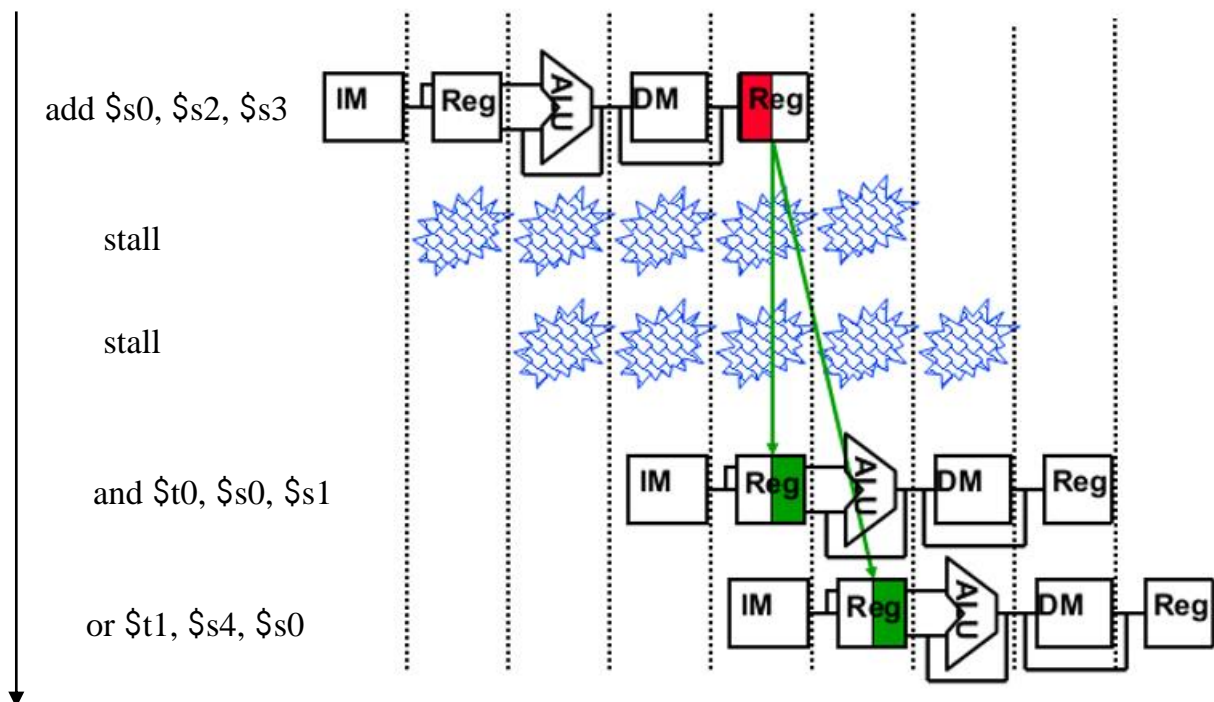 add $s0, $s2, $s3
IM
Reg
ALU
DM
Reg
stall
stall
and $t0, $s0, $s1
IM
Reg
ALU
DM
Reg
or $t1, $s4, $s0
IM
Reg
ALU
DM
Reg